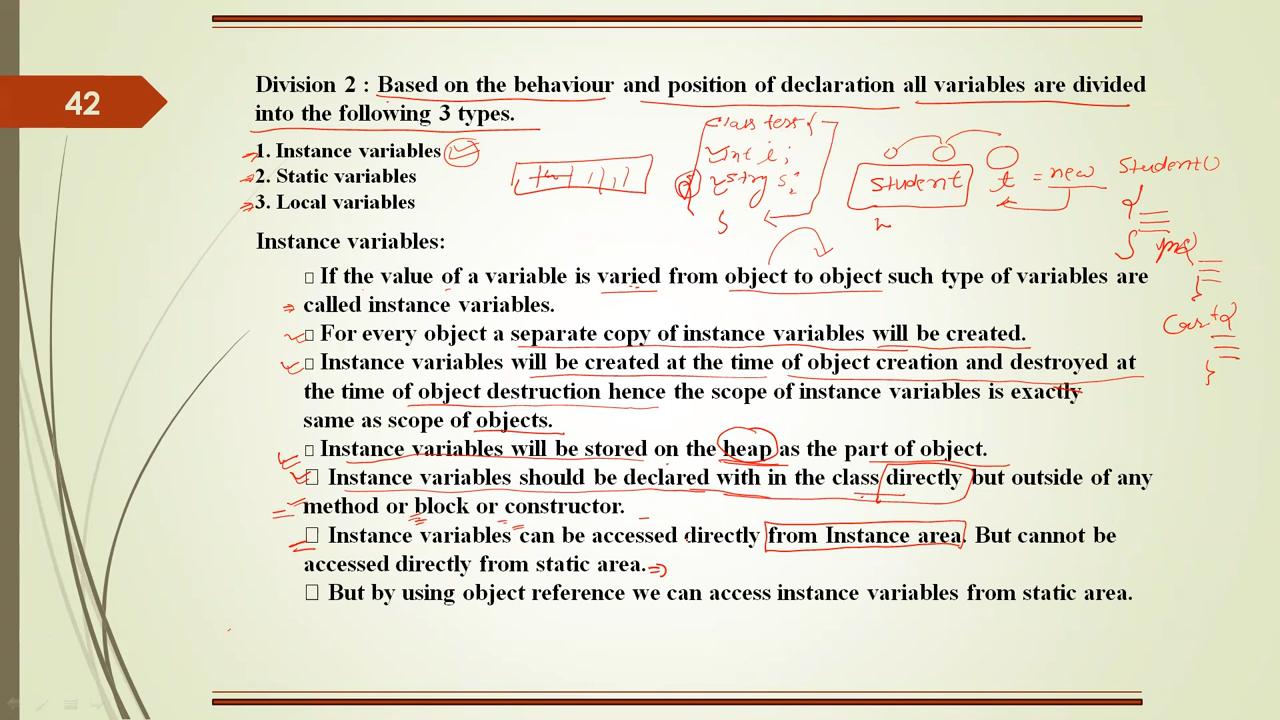 42
Division 2 : Based on the behaviour and position of declaration all variables are divided
into the following 3 types.
1. Instance variables
2. Static variables
3. Local variables
class test {
int i;
student t = new Student()
Instance variables:
If the value of a variable is varied from object to object such type of variables are
called instance variables.
For every object a separate copy of instance variables will be created.
Instance variables will be created at the time of object creation and destroyed at
the time of object destruction hence the scope of instance variables is exactly
same as scope of objects.
Instance variables will be stored on the heap as the part of object.
Instance variables should be declared with in the class directly but outside of any
method or block or constructor.
Instance variables can be accessed directly from Instance area. But cannot be
accessed directly from static area.
But by using object reference we can access instance variables from static area.